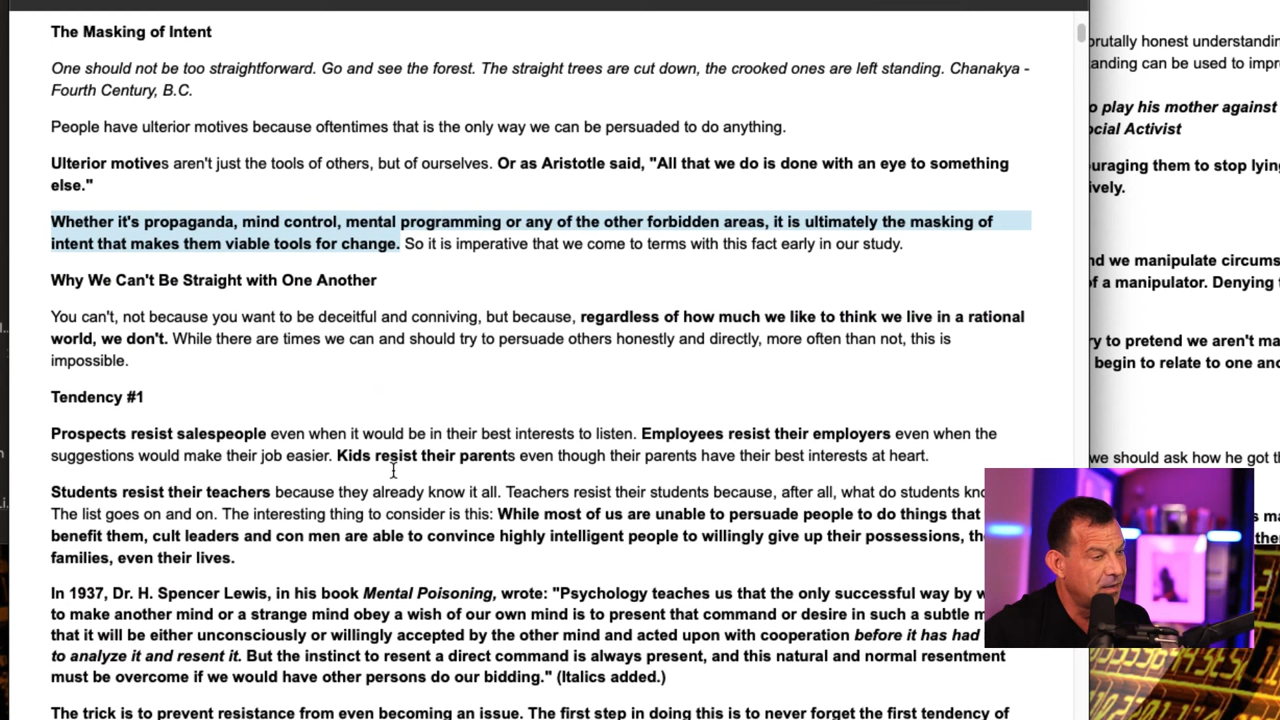 The Masking of Intent
One should not be too straightforward. Go and see the forest. The straight trees are cut down, the crooked ones are left standing. Chanakya -
Fourth Century, B.C.
People have ulterior motives because oftentimes that is the only way we can be persuaded to do anything.
Ulterior motives aren't just the tools of others, but of ourselves. Or as Aristotle said, "All that we do is done with an eye to something
else."
Whether it's propaganda, mind control, mental programming or any of the other forbidden areas, it is ultimately the masking of
intent that makes them viable tools for change. So it is imperative that we come to terms with this fact early in our study.
Why We Can't Be Straight with One Another
You can't, not because you want to be deceitful and conniving, but because, regardless of how much we like to think we live in a rational
world, we don't. While there are times we can and should try to persuade others honestly and directly, more often than not, this is
impossible.
Tendency #1
Prospects resist salespeople even when it would be in their best interests to listen. Employees resist their employers even when the
suggestions would make their job easier. Kids resist their parents even though their parents have their best interests at heart.
Students resist their teachers because they already know it all. Teachers resist their students because, after all, what do students
The list goes on and on. The interesting thing to consider is this: While most of us are unable to persuade people to do things that
benefit them, cult leaders and con men are able to convince highly intelligent people to willingly give up their possessions,
families, even their lives.
In 1937, Dr. H. Spencer Lewis, in his book Mental Poisoning, wrote: "Psychology teaches us that the only successful way by
to make another mind or a strange mind obey a wish of our own mind is to present that command or desire in such a subtle
that it will be either unconsciously or willingly accepted by the other mind and acted upon with cooperation before it has had
to analyze it and resent it. But the instinct to resent a direct command is always present, and this natural and normal resentment
must be overcome if we would have other persons do our bidding." (Italics added.)
The trick is to prevent resistance from even becoming an issue. The first step in doing this is to never forget the first tendency of
brutally honest
can be used to
play his mother against
Activist
them to stop
we manipulate
of a manipulator. Denying
to pretend we aren't
begin to relate to one
we should ask how he got